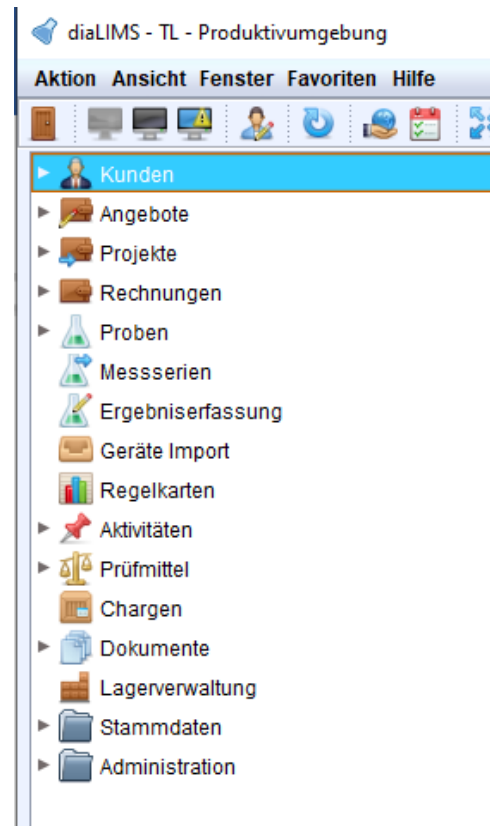 diaLIMS - TL - Produktivumgebung
Aktion Ansicht Fenster Favoriten Hilfe
Kunden
Angebote
Projekte
Rechnungen
Proben
Messserien
Ergebniserfassung
Geräte Import
Regelkarten
Aktivitäten
Prüfmittel
Chargen
Dokumente
Lagerverwaltung
Stammdaten
Administration